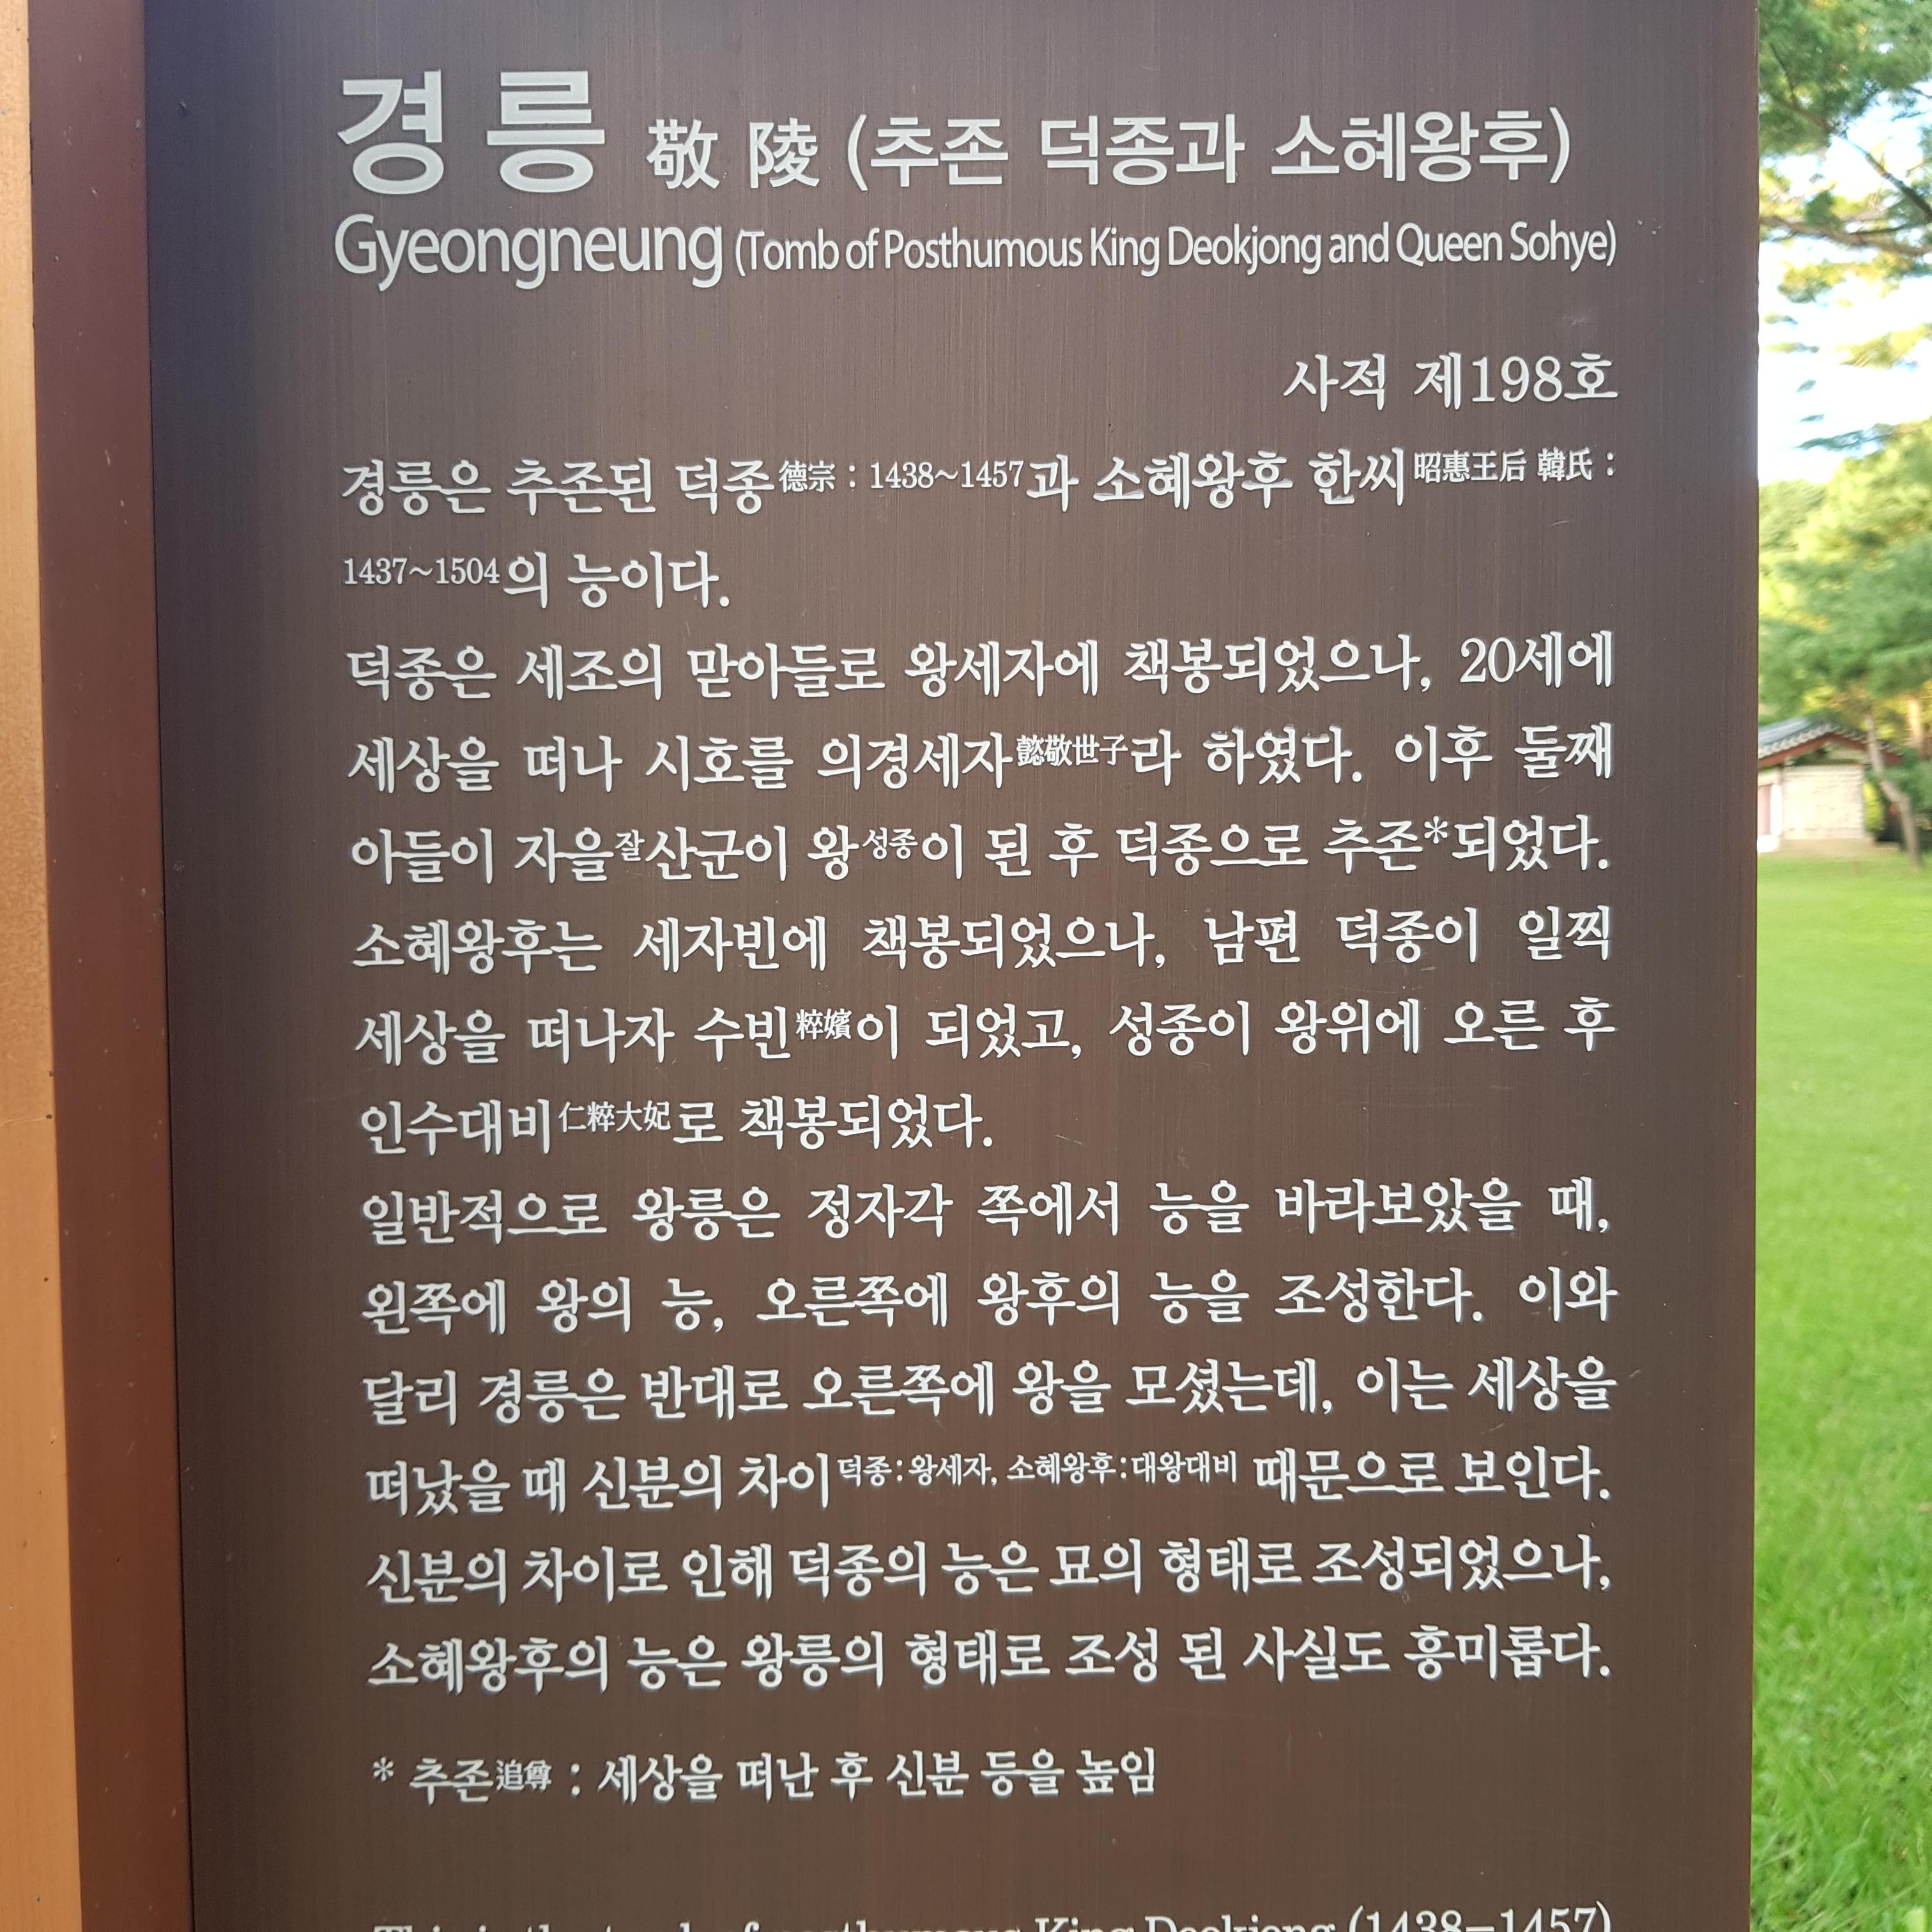 경릉 敬陵 (추존 덕종과 소혜왕후)
Gyeongneung (Tomb of Posthumous King Deokjong and Queen Sohye)
사적 제198호
경릉은 추존된 덕종德宗 : 1438~1457과 소혜왕후 한씨昭惠王后 韓氏 :
1437~1504의 능이다.
덕종은 세조의 맏아들로 왕세자에 책봉되었으나, 20세에
세상을 떠나 시호를 의경세자懿敬世子라 하였다. 이후 둘째
아들이 자을잘산군이 왕성종이 된 후 덕종으로 추존*되었다.
소혜왕후는 세자빈에 책봉되었으나, 남편 덕종이 일찍
세상을 떠나자 수빈粹嬪이 되었고, 성종이 왕위에 오른 후
인수대비仁粹大妃로 책봉되었다.
일반적으로 왕릉은 정자각 쪽에서 능을 바라보았을 때,
왼쪽에 왕의 능, 오른쪽에 왕후의 능을 조성한다. 이와
달리 경릉은 반대로 오른쪽에 왕을 모셨는데, 이는 세상을
떠났을 때 신분의 차이덕종:왕세자, 소혜왕후:대왕대비 때문으로 보인다.
신분의 차이로 인해 덕종의 능은 묘의 형태로 조성되었으나,
소혜왕후의 능은 왕릉의 형태로 조성 된 사실도 흥미롭다.
* 추존追尊 : 세상을 떠난 후 신분 등을 높임
This is the tomb of posthumous King Deokjong (1438-1457)